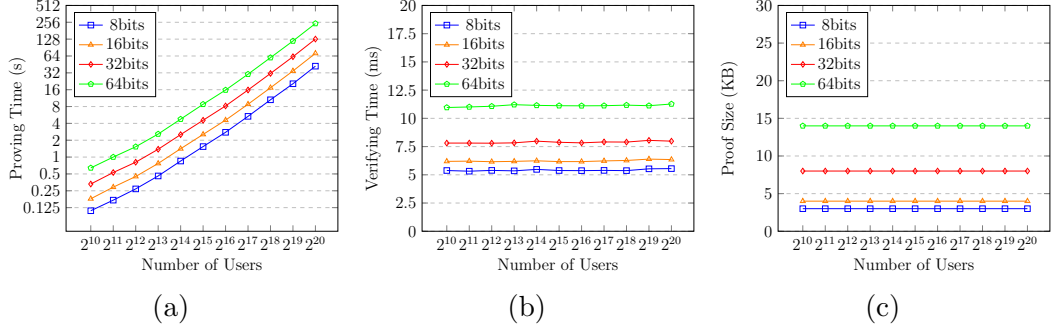 512
256
128
64
32
16
8
4
2
1
0.5
0.25
0.125
Proving Time (s)
8bits
16bits
32bits
64bits
2^10 2^11 2^12 2^13 2^14 2^15 2^16 2^17 2^18 2^19 2^20
Number of Users
(a)
20
17.5
15
12.5
10
7.5
5
2.5
0
Verifying Time (ms)
8bits
16bits
32bits
64bits
2^10 2^11 2^12 2^13 2^14 2^15 2^16 2^17 2^18 2^19 2^20
Number of Users
(b)
30
25
20
15
10
5
0
Proof Size (KB)
8bits
16bits
32bits
64bits
2^10 2^11 2^12 2^13 2^14 2^15 2^16 2^17 2^18 2^19 2^20
Number of Users
(c)